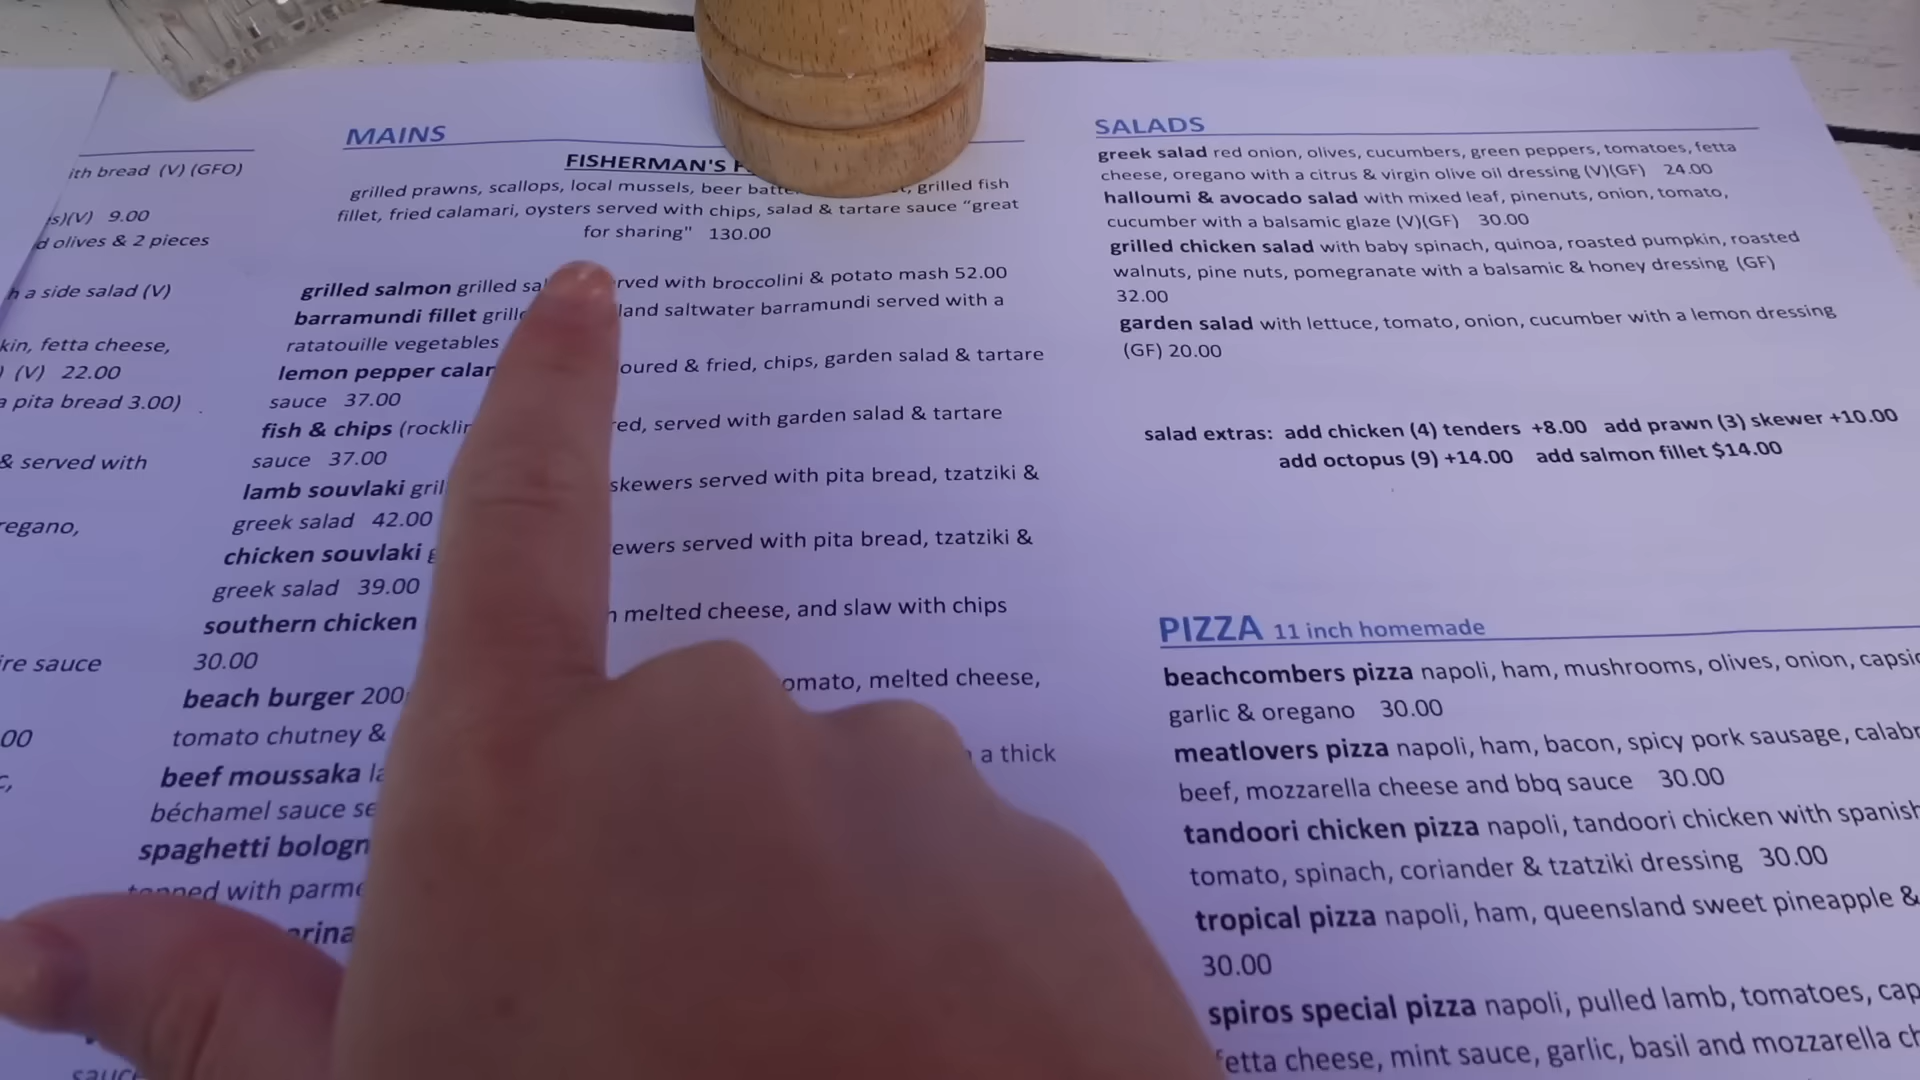 ith bread (V) (GFO)
s)(V) 9.00
d olives & 2 pieces
h a side salad (V)
kin, fetta cheese,
(V) 22.00
a pita bread 3.00)
& served with
regano,
ire sauce
00
MAINS
FISHERMAN'S
grilled prawns, scallops, local mussels, beer grilled fish
fillet, fried calamari, oysters served with chips, salad & tartare sauce "great
for sharing" 130.00
grilled salmon grilled served with broccolini & potato mash 52.00
barramundi fillet land saltwater barramundi served with a
ratatouille vegetables
lemon pepper oured & fried, chips, garden salad & tartare
sauce 37.00
fish & chips red, served with garden salad & tartare
sauce 37.00
lamb souvlaki skewers served with pita bread, tzatziki &
greek salad 42.00
chicken souvlaki ewers served with pita bread, tzatziki &
greek salad 39.00
southern chicken melted cheese, and slaw with chips
30.00
beach burger 200 omato, melted cheese,
tomato chutney &
beef moussaka a thick
béchamel sauce
spaghetti bologn
topped with parme
arina
SALADS
greek salad red onion, olives, cucumbers, green peppers, tomatoes, fetta
cheese, oregano with a citrus & virgin olive oil dressing (V)(GF) 24.00
halloumi & avocado salad with mixed leaf, pinenuts, onion, tomato,
cucumber with a balsamic glaze (V)(GF) 30.00
grilled chicken salad with baby spinach, quinoa, roasted pumpkin, roasted
walnuts, pine nuts, pomegranate with a balsamic & honey dressing (GF)
32.00
garden salad with lettuce, tomato, onion, cucumber with a lemon dressing
(GF) 20.00
salad extras: add chicken (4) tenders +8.00 add prawn (3) skewer +10.00
add octopus (9) +14.00 add salmon fillet $14.00
PIZZA 11 inch homemade
beachcombers pizza napoli, ham, mushrooms, olives, onion, capsic
garlic & oregano 30.00
meatlovers pizza napoli, ham, bacon, spicy pork sausage, calabr
beef, mozzarella cheese and bbq sauce 30.00
tandoori chicken pizza napoli, tandoori chicken with spanish
tomato, spinach, coriander & tzatziki dressing 30.00
tropical pizza napoli, ham, queensland sweet pineapple &
30.00
spiros special pizza napoli, pulled lamb, tomatoes, cap
fetta cheese, mint sauce, garlic, basil and mozzarella ch